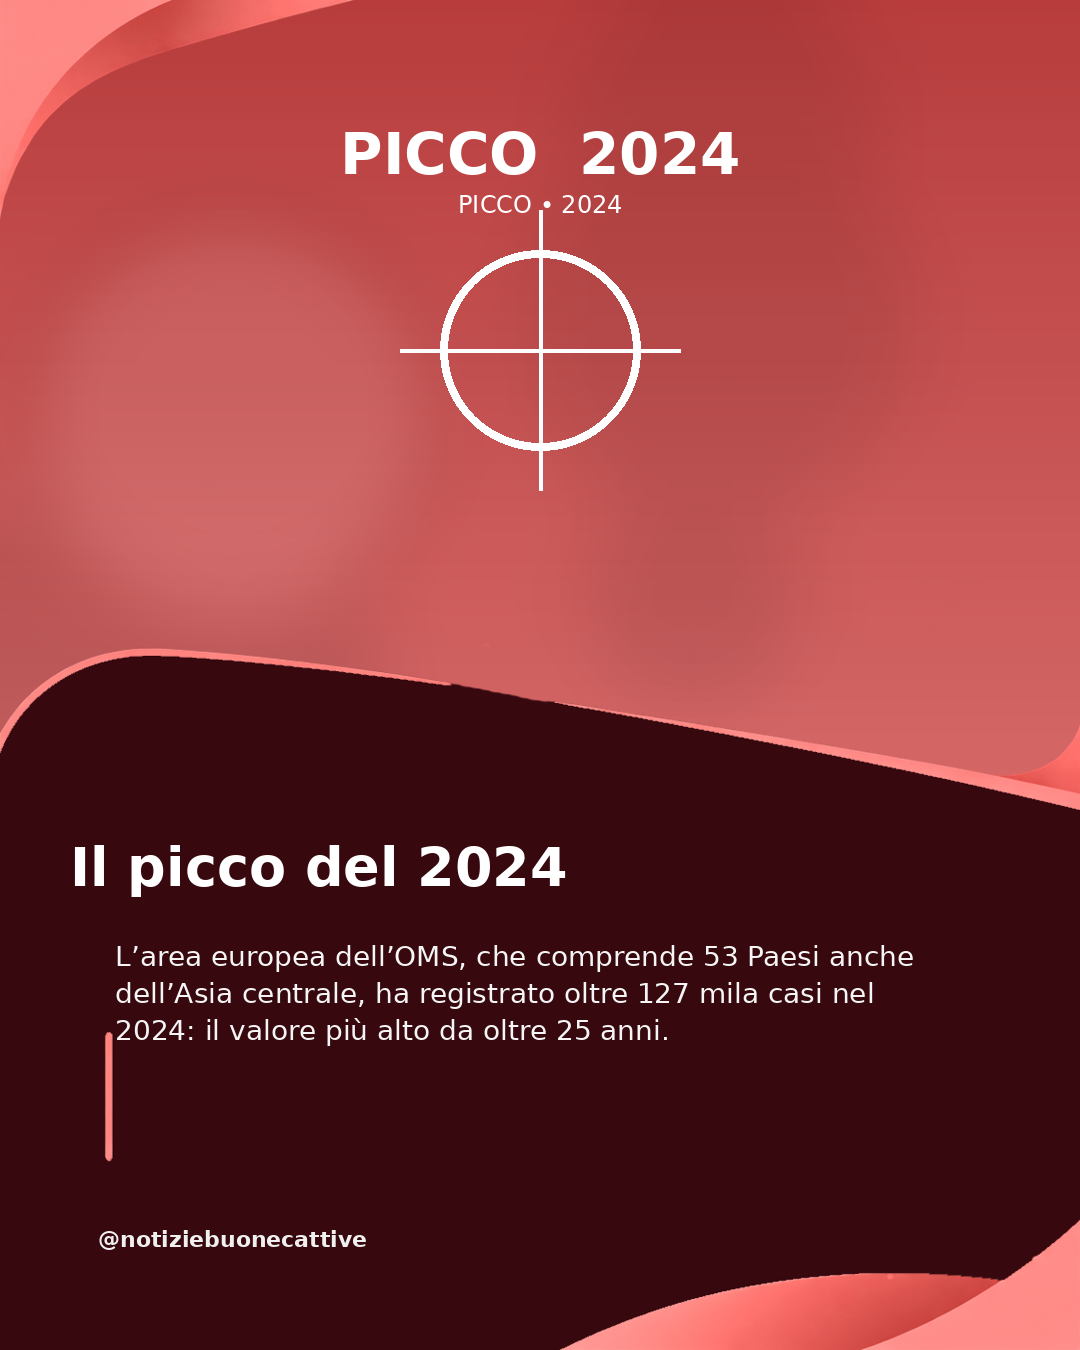 PICCO 2024
PICCO • 2024
Il picco del 2024
L’area europea dell’OMS, che comprende 53 Paesi anche
dell’Asia centrale, ha registrato oltre 127 mila casi nel
2024: il valore più alto da oltre 25 anni.
@notiziebuonecattive